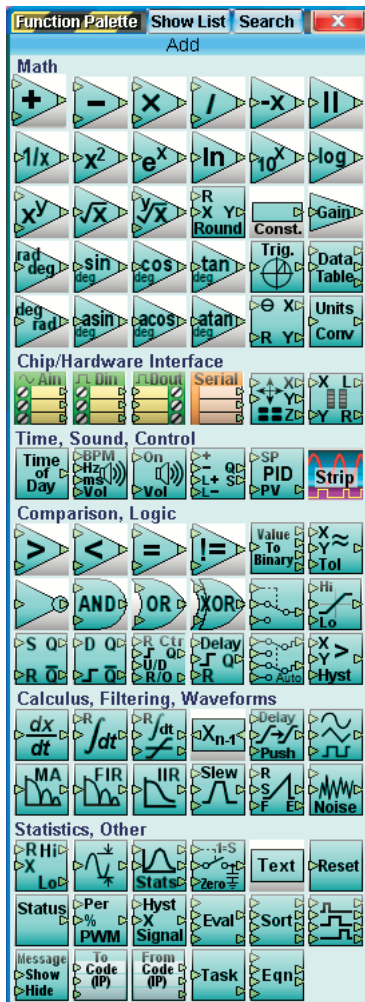 Function Palette Show List Search X
Add
Math
+ − × / -x ||
1/x x² eˣ ln 10ˣ log
xʸ √x ʸ√x R X Y Round Const. Gain
rad deg sin deg cos deg tan deg Trig. Data Table
deg rad asin deg acos deg atan deg Θ X R Y Units Conv
Chip/Hardware Interface
Ain Din Dout Serial X Y Z X L Y R
Time, Sound, Control
Time of Day BPM Hz ms Vol On Vol + − L+ L− Q S SP PID PV Strip
Comparison, Logic
> < = != Value To Binary X Y ≈ Tol
AND OR XOR Hi Lo
S Q R Q̅ D Q Q̅ R Ctr Q U/D R/O Delay Q R Auto X Y > Hyst
Calculus, Filtering, Waveforms
dx dt R ∫dt R ∫dt Xn-1 Delay Push
MA FIR IIR Slew R S F E Noise
Statistics, Other
R Hi X Lo Stats 1=S Zero Text Reset
Status Per % PWM Hyst X Signal Eval Sort
Message Show Hide To Code (IP) From Code (IP) Task Eqn